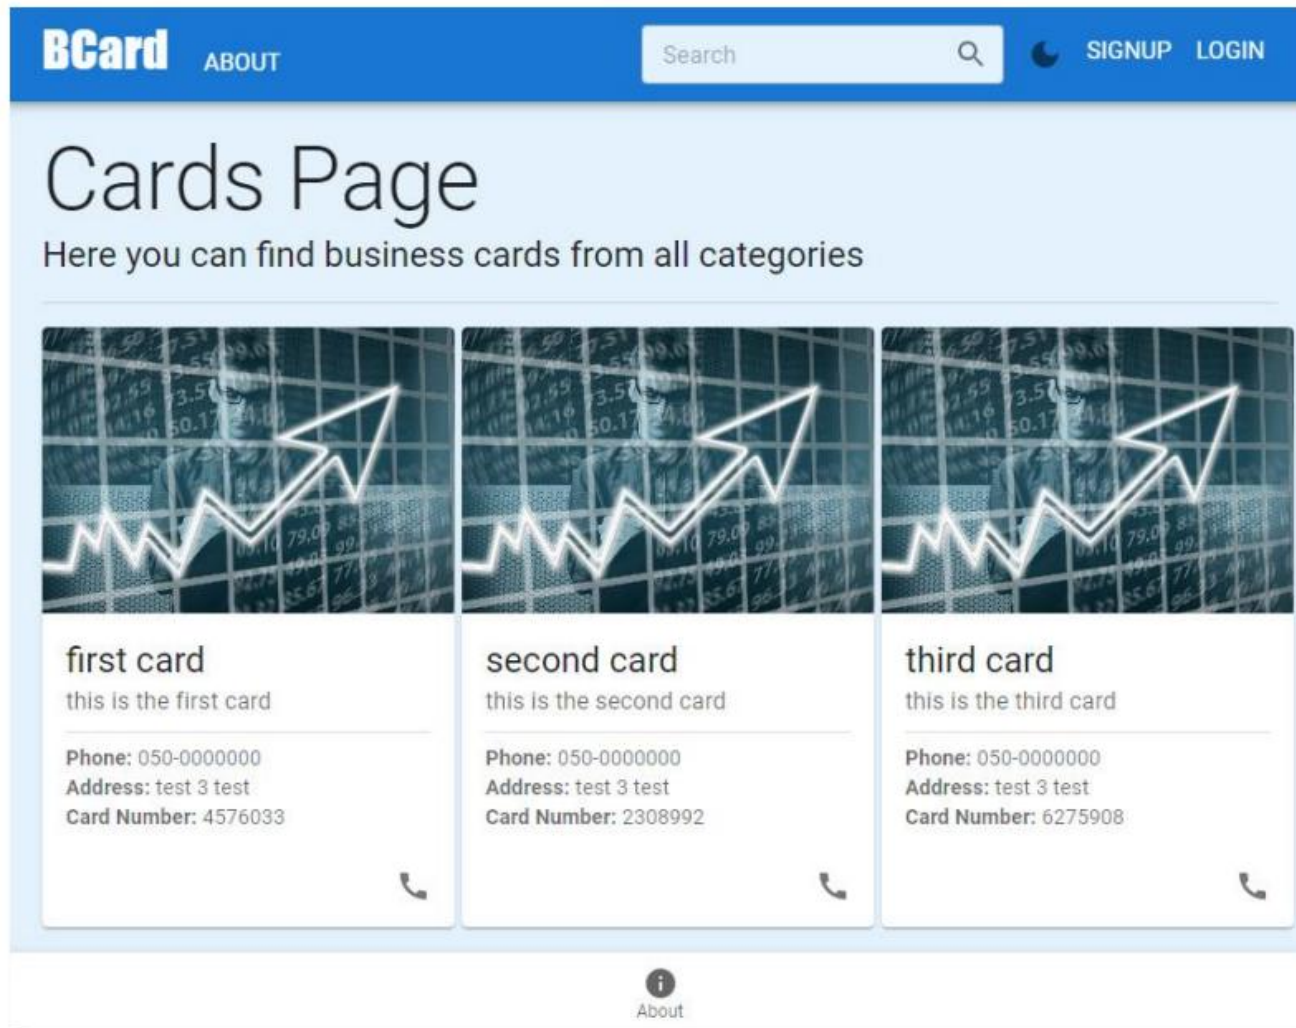 BCard
ABOUT
Search
SIGNUP
LOGIN
Cards Page
Here you can find business cards from all categories
first card
this is the first card
Phone: 050-0000000
Address: test 3 test
Card Number: 4576033
second card
this is the second card
Phone: 050-0000000
Address: test 3 test
Card Number: 2308992
third card
this is the third card
Phone: 050-0000000
Address: test 3 test
Card Number: 6275908
About